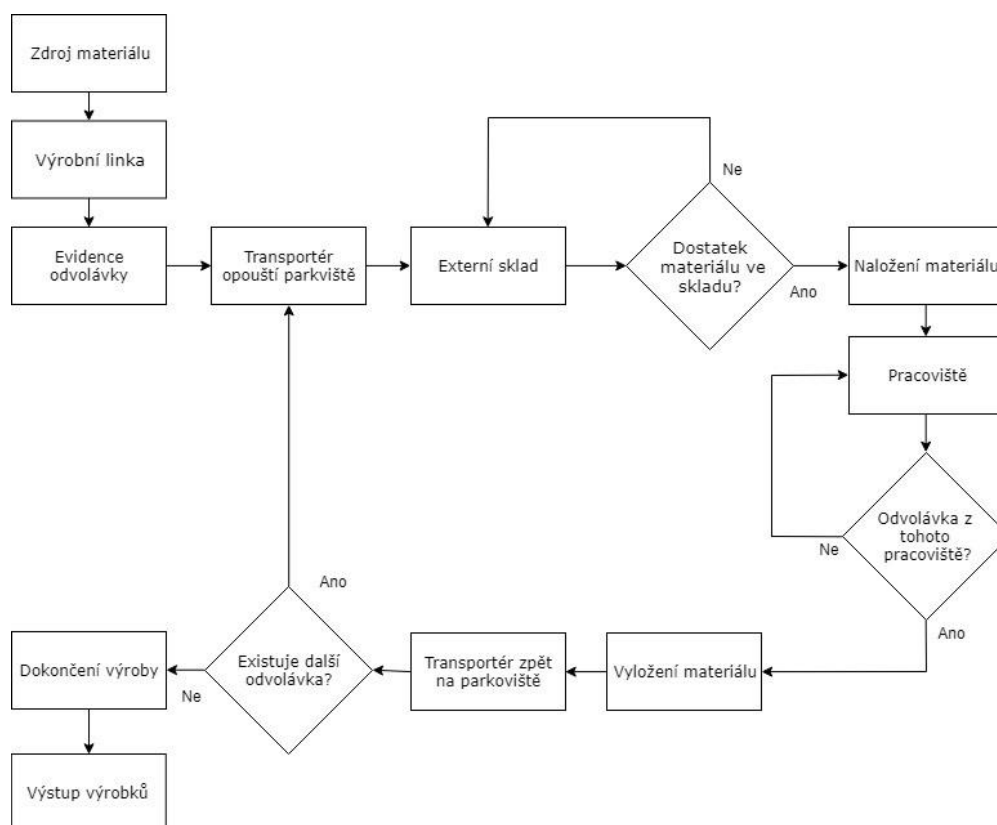 Zdroj materiálu
Výrobní linka
Evidence
odvolávky
Transportér
opouští parkviště
Externí sklad
Ne
Dostatek
materiálu ve
skladu?
Ano
Naložení materiálu
Pracoviště
Odvolávka z
tohoto
pracoviště?
Ne
Ano
Vyložení materiálu
Transportér zpět
na parkoviště
Existuje další
odvolávka?
Ano
Ne
Dokončení výroby
Výstup výrobků